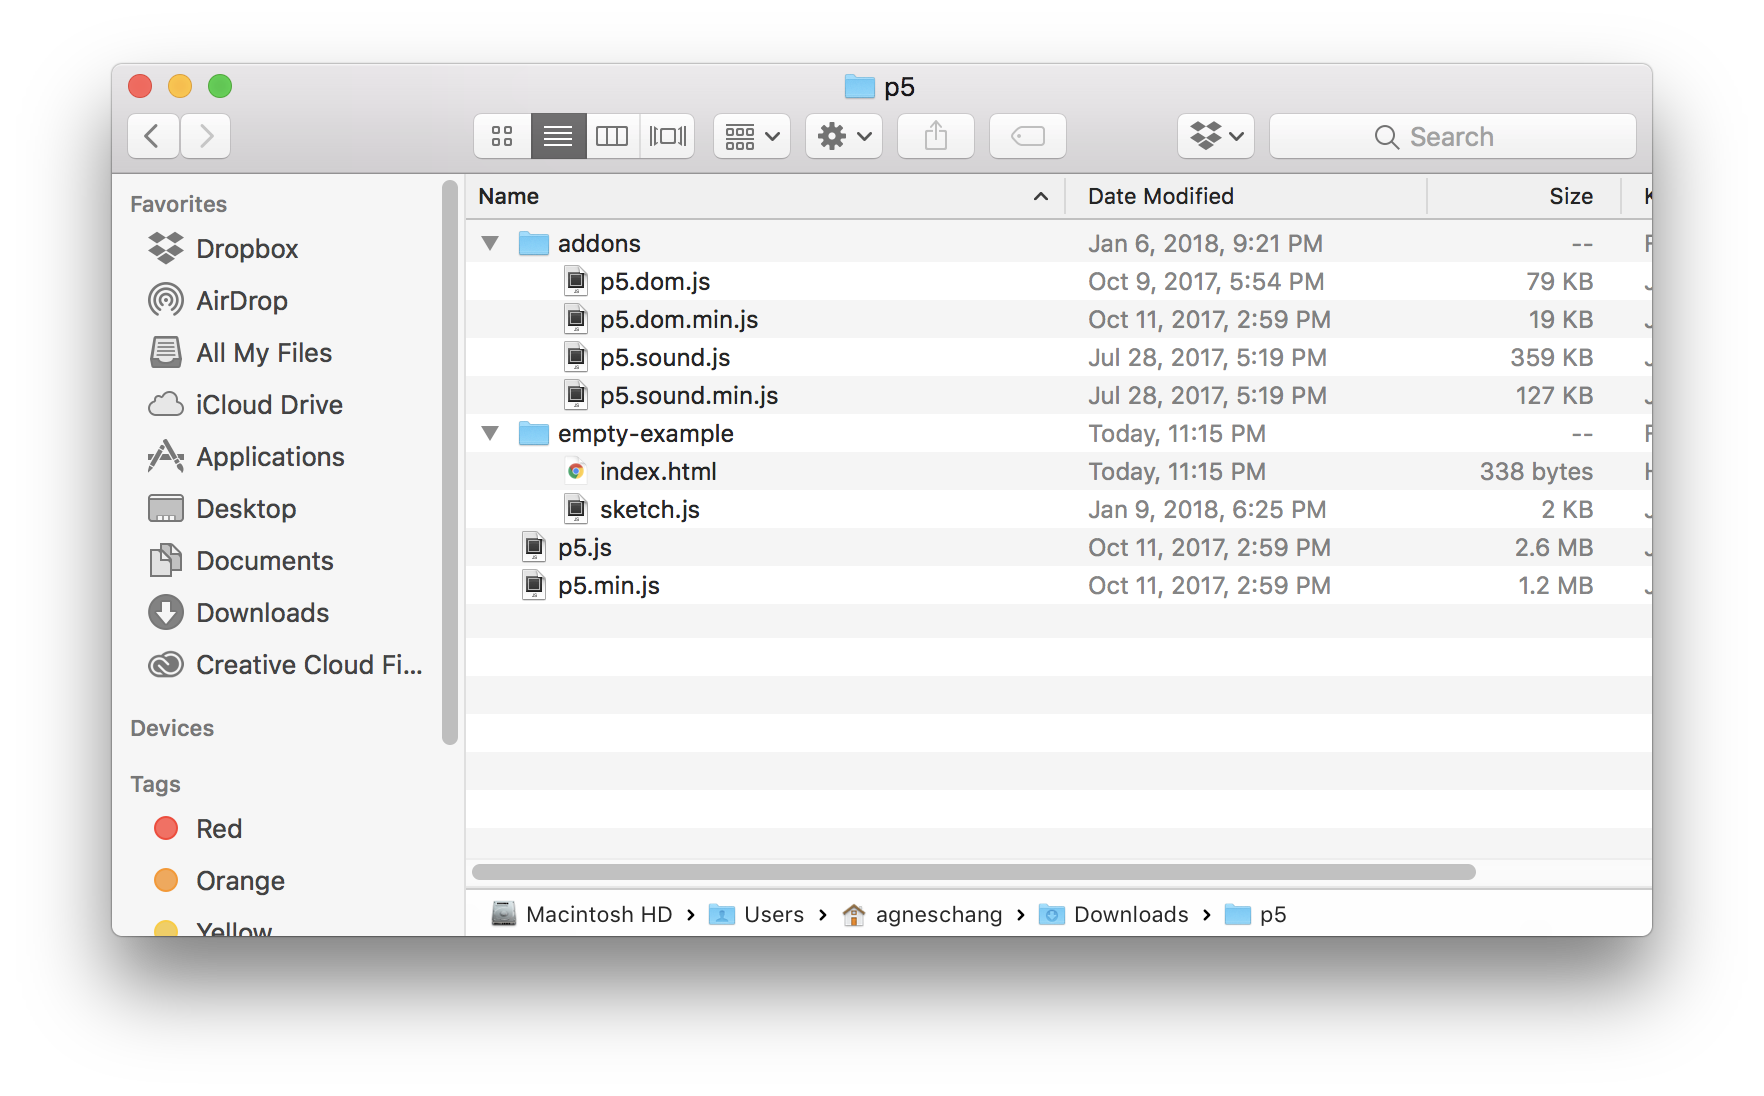 p5
Search
Favorites
Dropbox
AirDrop
All My Files
iCloud Drive
Applications
Desktop
Documents
Downloads
Creative Cloud Fi...
Devices
Tags
Red
Orange
Yellow
Name Date Modified Size
addons Jan 6, 2018, 9:21 PM --
p5.dom.js Oct 9, 2017, 5:54 PM 79 KB
p5.dom.min.js Oct 11, 2017, 2:59 PM 19 KB
p5.sound.js Jul 28, 2017, 5:19 PM 359 KB
p5.sound.min.js Jul 28, 2017, 5:19 PM 127 KB
empty-example Today, 11:15 PM --
index.html Today, 11:15 PM 338 bytes
sketch.js Jan 9, 2018, 6:25 PM 2 KB
p5.js Oct 11, 2017, 2:59 PM 2.6 MB
p5.min.js Oct 11, 2017, 2:59 PM 1.2 MB
Macintosh HD › Users › agneschang › Downloads › p5